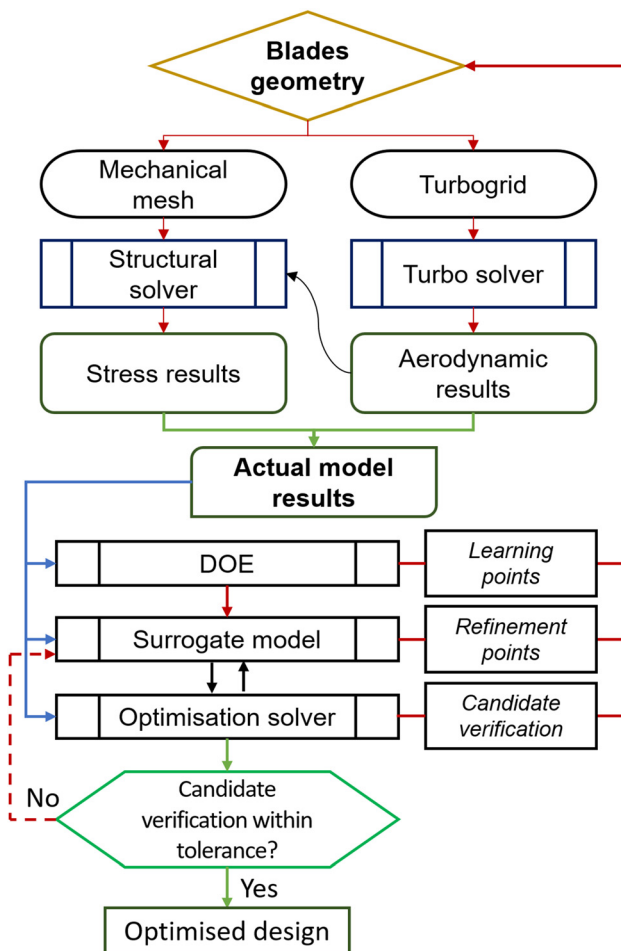 Blades
geometry
Mechanical
mesh
Turbogrid
Structural
solver
Turbo solver
Stress results
Aerodynamic
results
Actual model
results
DOE
Learning
points
Surrogate model
Refinement
points
Optimisation solver
Candidate
verification
No
Candidate
verification within
tolerance?
Yes
Optimised design